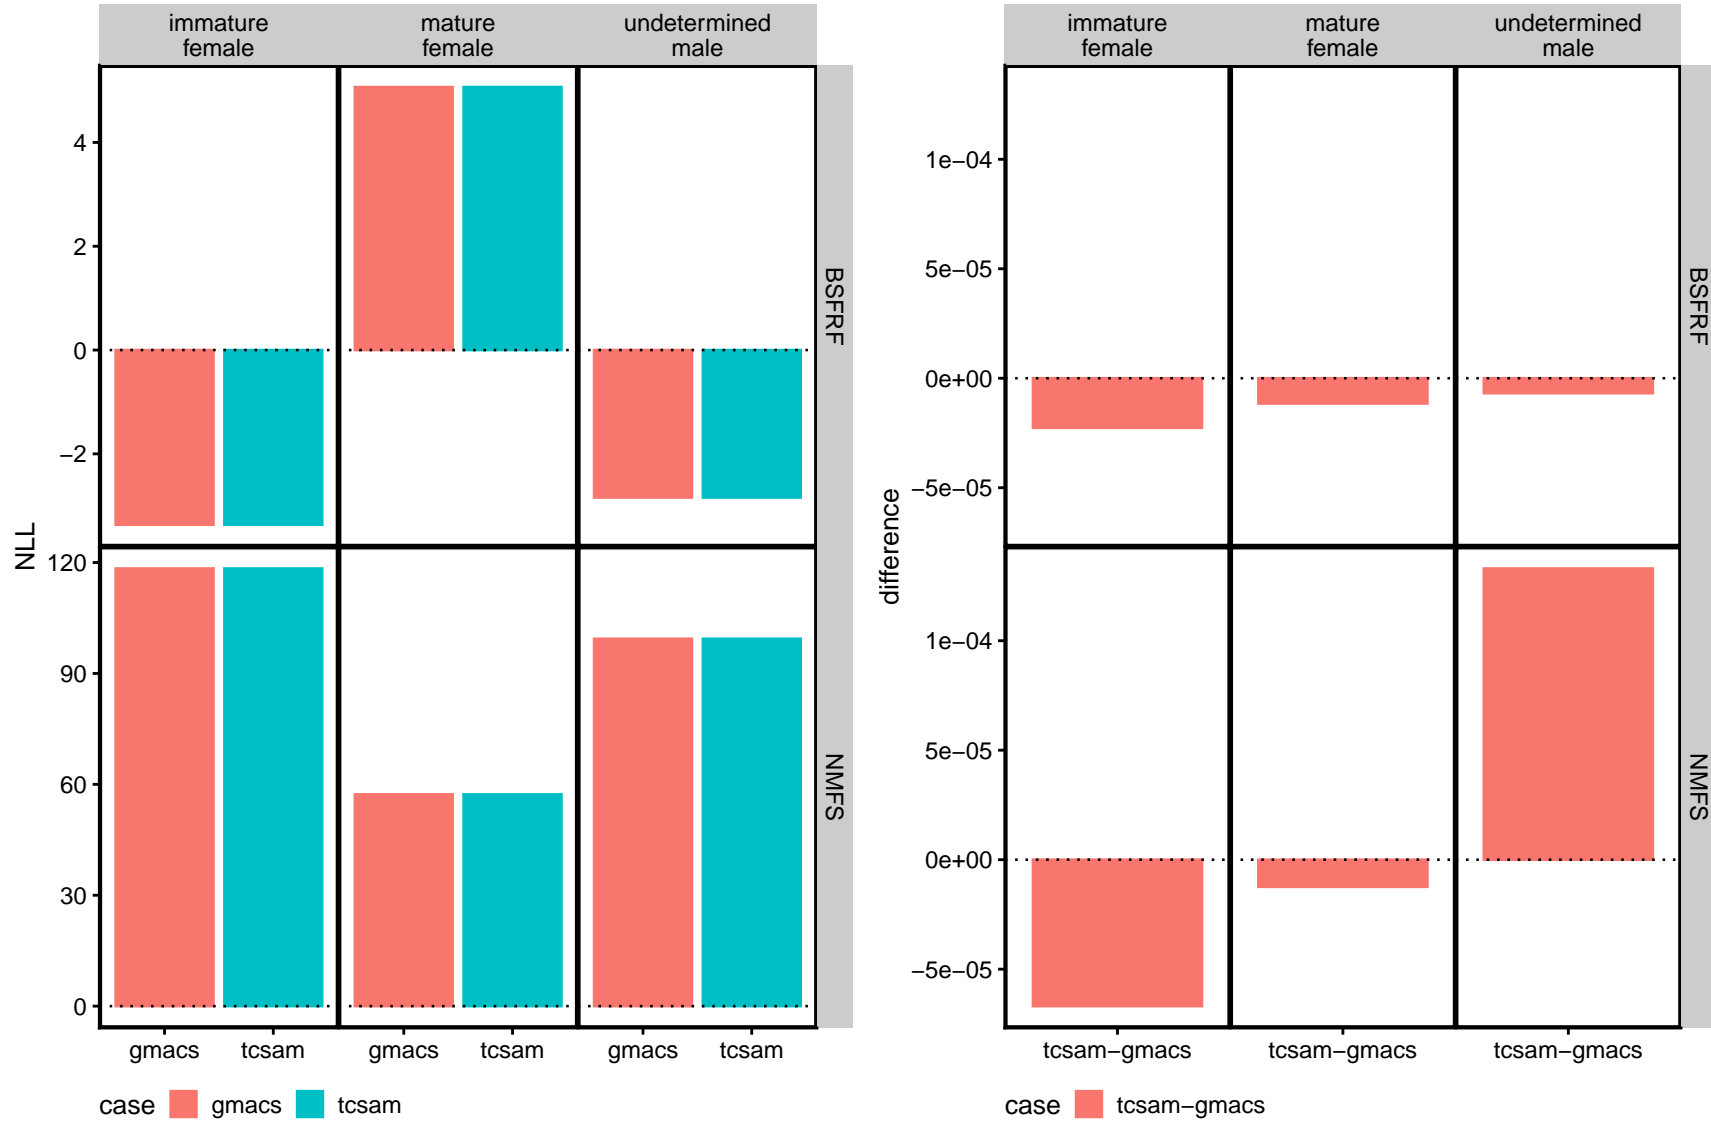 immature
female
mature
female
undetermined
male
4
2
0
−2
BSFRF
NLL
120
90
60
30
0
NMFS
gmacs
tcsam
gmacs
tcsam
gmacs
tcsam
case
gmacs
tcsam
immature
female
mature
female
undetermined
male
1e−04
5e−05
0e+00
−5e−05
BSFRF
difference
1e−04
5e−05
0e+00
−5e−05
NMFS
tcsam−gmacs
tcsam−gmacs
tcsam−gmacs
case
tcsam−gmacs